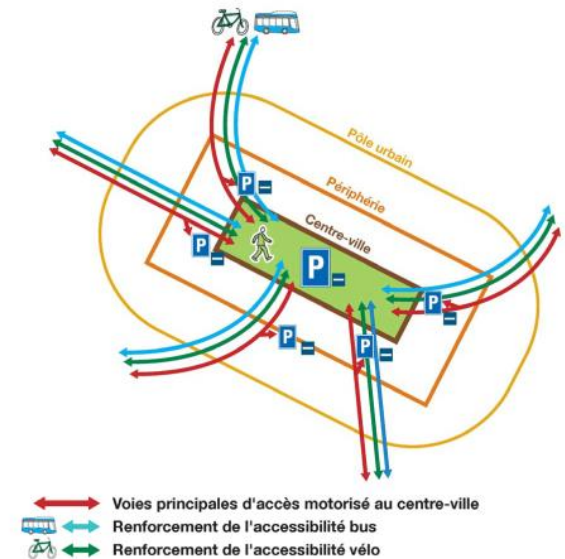 Pôle urbain
Périphérie
Centre-ville
P
P
P
P
P
P
Voies principales d'accès motorisé au centre-ville
Renforcement de l'accessibilité bus
Renforcement de l'accessibilité vélo